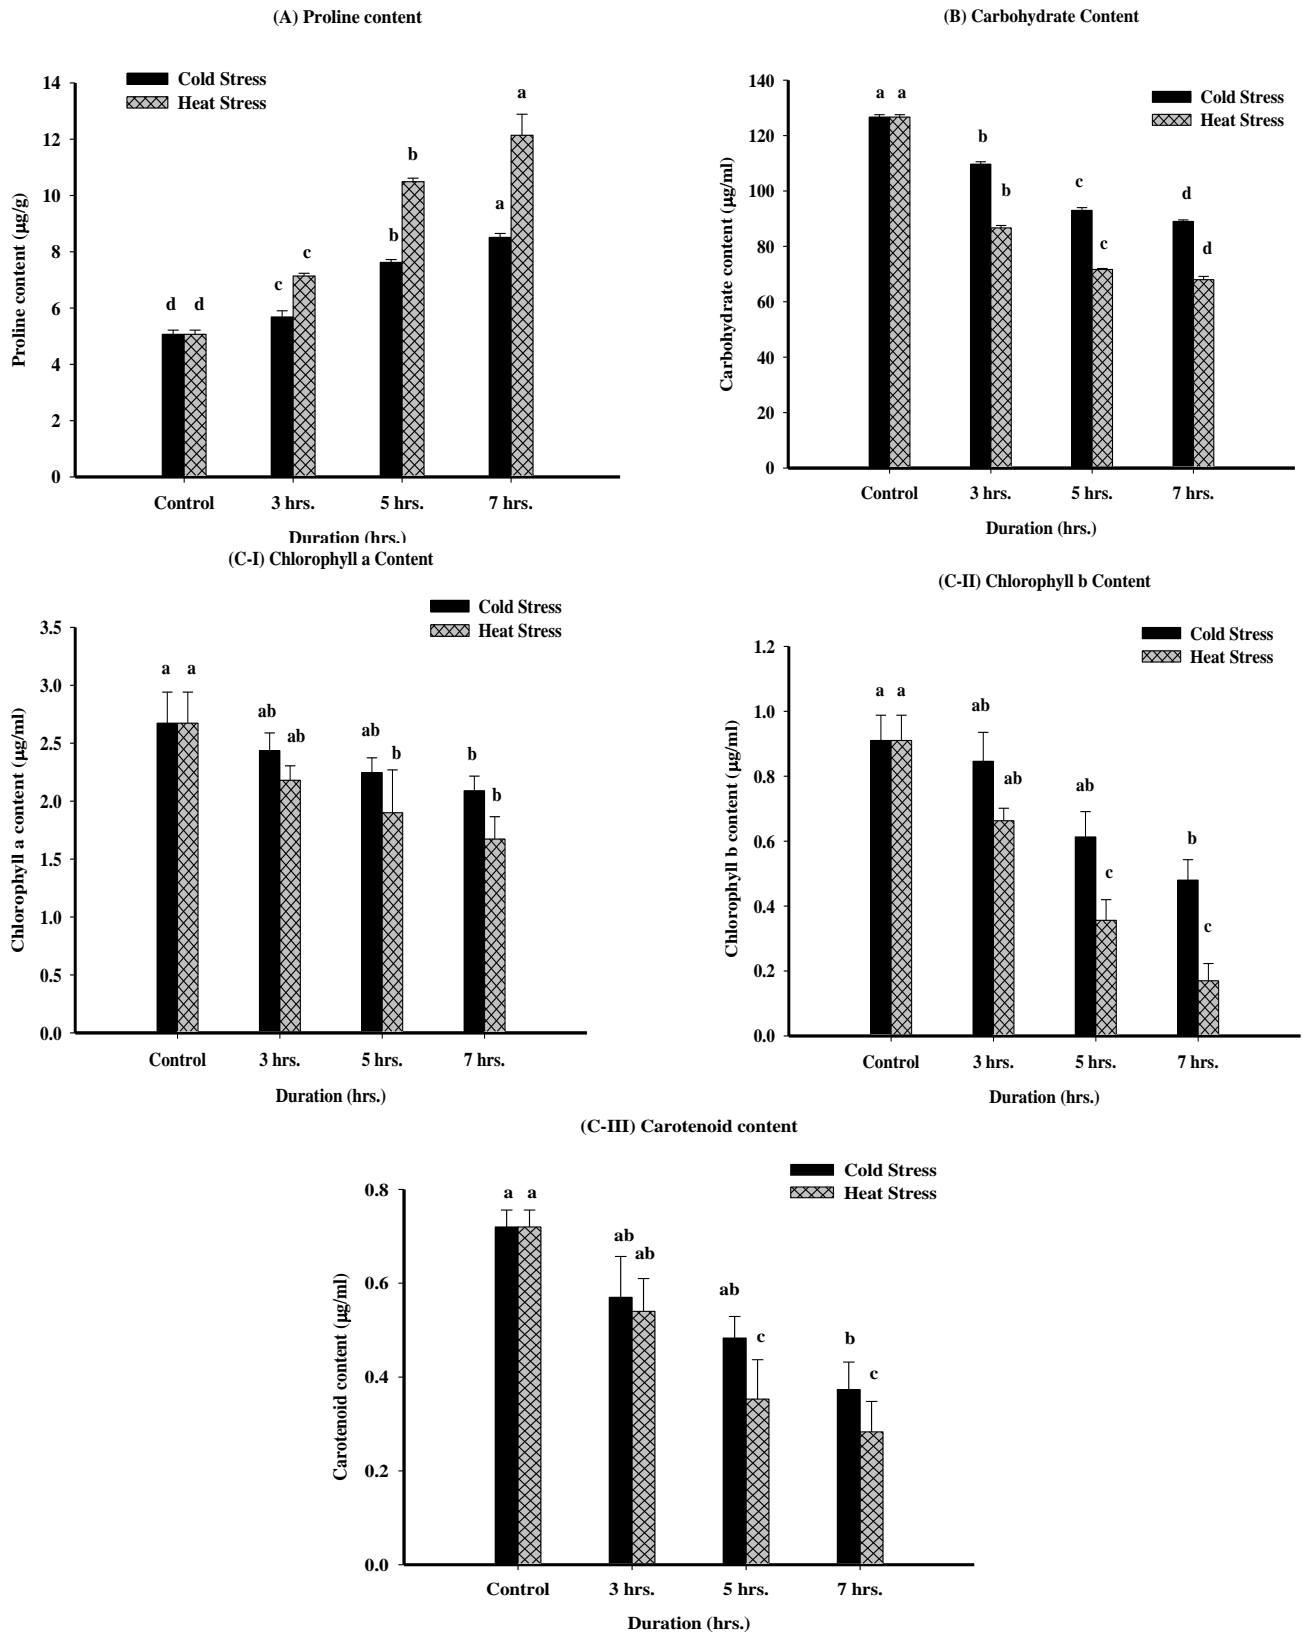 (A) Proline content
Cold Stress
Heat Stress
14
12
10
8
6
4
2
0
Proline content (µg/g)
d d c c b b a a
Control 3 hrs. 5 hrs. 7 hrs.
Duration (hrs.)
(B) Carbohydrate Content
Cold Stress
Heat Stress
140
120
100
80
60
40
20
0
Carbohydrate content (µg/ml)
a a b b c c d d
Control 3 hrs. 5 hrs. 7 hrs.
Duration (hrs.)
(C-I) Chlorophyll a Content
Cold Stress
Heat Stress
3.5
3.0
2.5
2.0
1.5
1.0
0.5
0.0
Chlorophyll a content (µg/ml)
a a ab ab ab b b b
Control 3 hrs. 5 hrs. 7 hrs.
Duration (hrs.)
(C-II) Chlorophyll b Content
Cold Stress
Heat Stress
1.2
1.0
0.8
0.6
0.4
0.2
0.0
Chlorophyll b content (µg/ml)
a a ab ab ab c b c
Control 3 hrs. 5 hrs. 7 hrs.
Duration (hrs.)
(C-III) Carotenoid content
Cold Stress
Heat Stress
0.8
0.6
0.4
0.2
0.0
Carotenoid content (µg/ml)
a a ab ab ab c b c
Control 3 hrs. 5 hrs. 7 hrs.
Duration (hrs.)